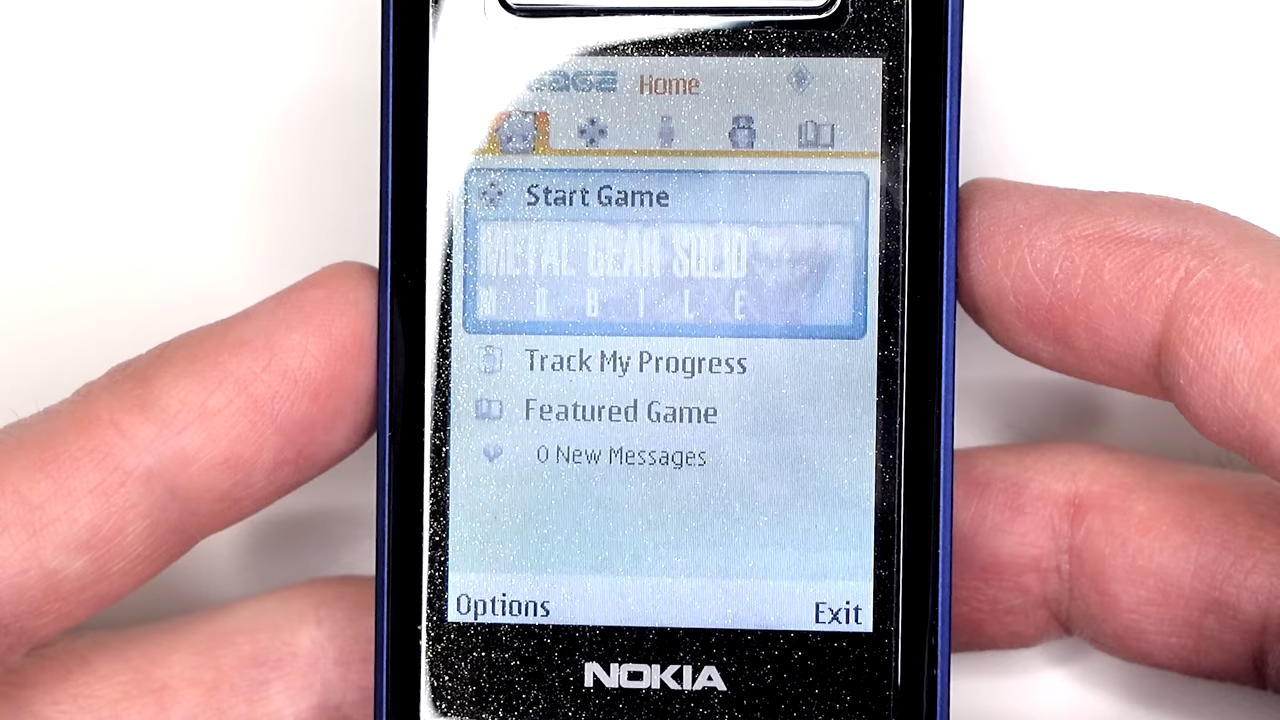 Home
Start Game
METAL GEAR SOLID
MOBILE
Track My Progress
Featured Game
0 New Messages
Options
Exit
NOKIA